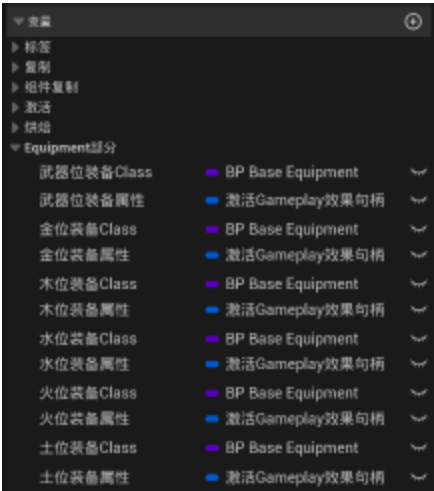 变量
标签
复制
组件复制
激活
烘焙
Equipment部分
武器位装备Class BP Base Equipment
武器位装备属性 激活Gameplay效果句柄
金位装备Class BP Base Equipment
金位装备属性 激活Gameplay效果句柄
木位装备Class BP Base Equipment
木位装备属性 激活Gameplay效果句柄
水位装备Class BP Base Equipment
水位装备属性 激活Gameplay效果句柄
火位装备Class BP Base Equipment
火位装备属性 激活Gameplay效果句柄
土位装备Class BP Base Equipment
土位装备属性 激活Gameplay效果句柄